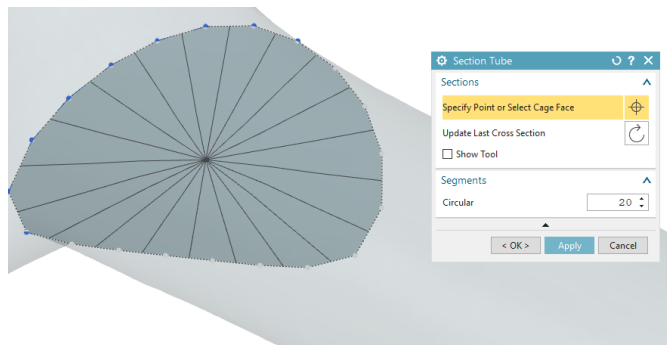 Section Tube
Sections
Specify Point or Select Cage Face
Update Last Cross Section
Show Tool
Segments
Circular 20
< OK > Apply Cancel